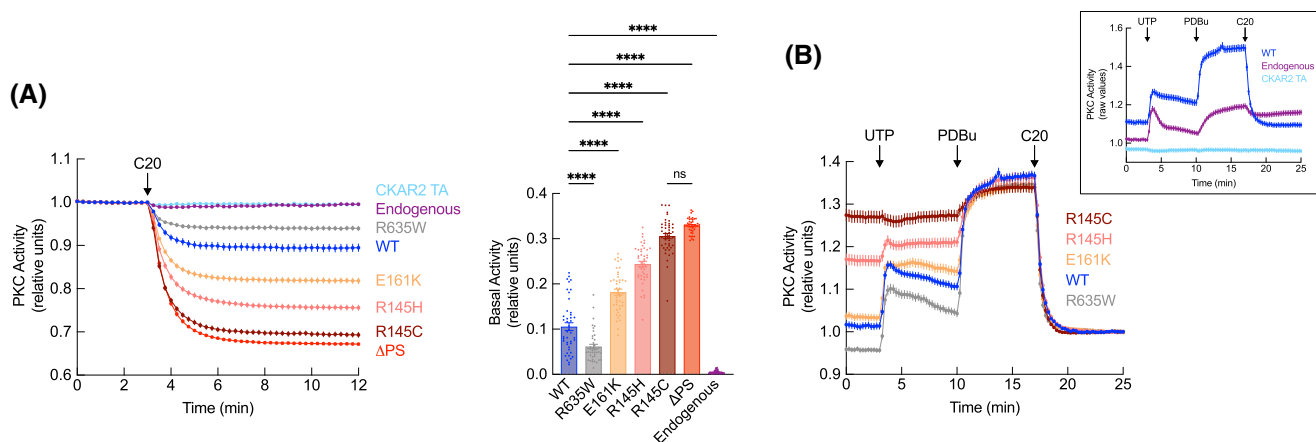 (A)
PKC Activity
(relative units)
1.1
1.0
0.9
0.8
0.7
0.6
0
2
4
6
8
10
12
Time (min)
C20
CKAR2 TA
Endogenous
R635W
WT
E161K
R145H
R145C
ΔPS
****
****
****
****
****
****
ns
Basal Activity
(relative units)
0.4
0.3
0.2
0.1
0.0
WT
R635W
E161K
R145H
R145C
ΔPS
Endogenous
(B)
PKC Activity
(relative units)
1.4
1.3
1.2
1.1
1.0
0.9
0
5
10
15
20
25
Time (min)
UTP
PDBu
C20
R145C
R145H
E161K
WT
R635W
PKC Activity
(raw values)
1.6
1.4
1.2
1.0
0
5
10
15
20
25
Time (min)
UTP
PDBu
C20
WT
Endogenous
CKAR2 TA